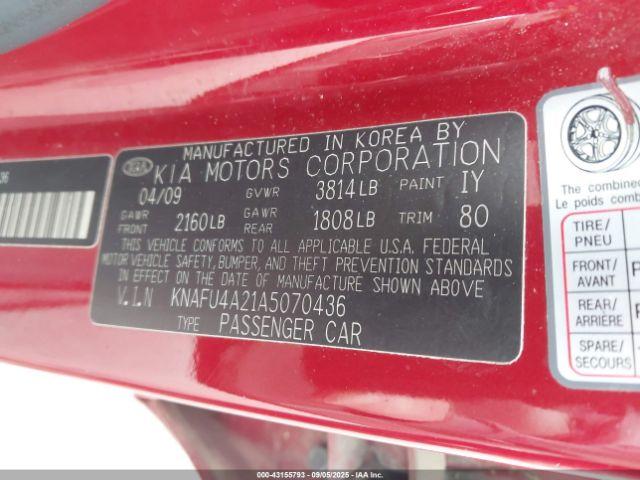 36
MANUFACTURED IN KOREA BY
KIA KIA MOTORS CORPORATION
04/09 GVWR 3814LB PAINT IY
GAWR FRONT 2160LB GAWR REAR 1808LB TRIM 80
THIS VEHICLE CONFORMS TO ALL APPLICABLE U.S.A. FEDERAL
MOTOR VEHICLE SAFETY, BUMPER, AND THEFT PREVENTION STANDARDS
IN EFFECT ON THE DATE OF MANUFACTURE SHOWN ABOVE
V.I.N KNAFU4A21A5070436
TYPE PASSENGER CAR
The combined
Le poids combi
TIRE/
PNEU
FRONT/
AVANT
REAR/
ARRIÈRE
SPARE/
SECOURS
000-43155793 - 09/05/2025 - IAA Inc.